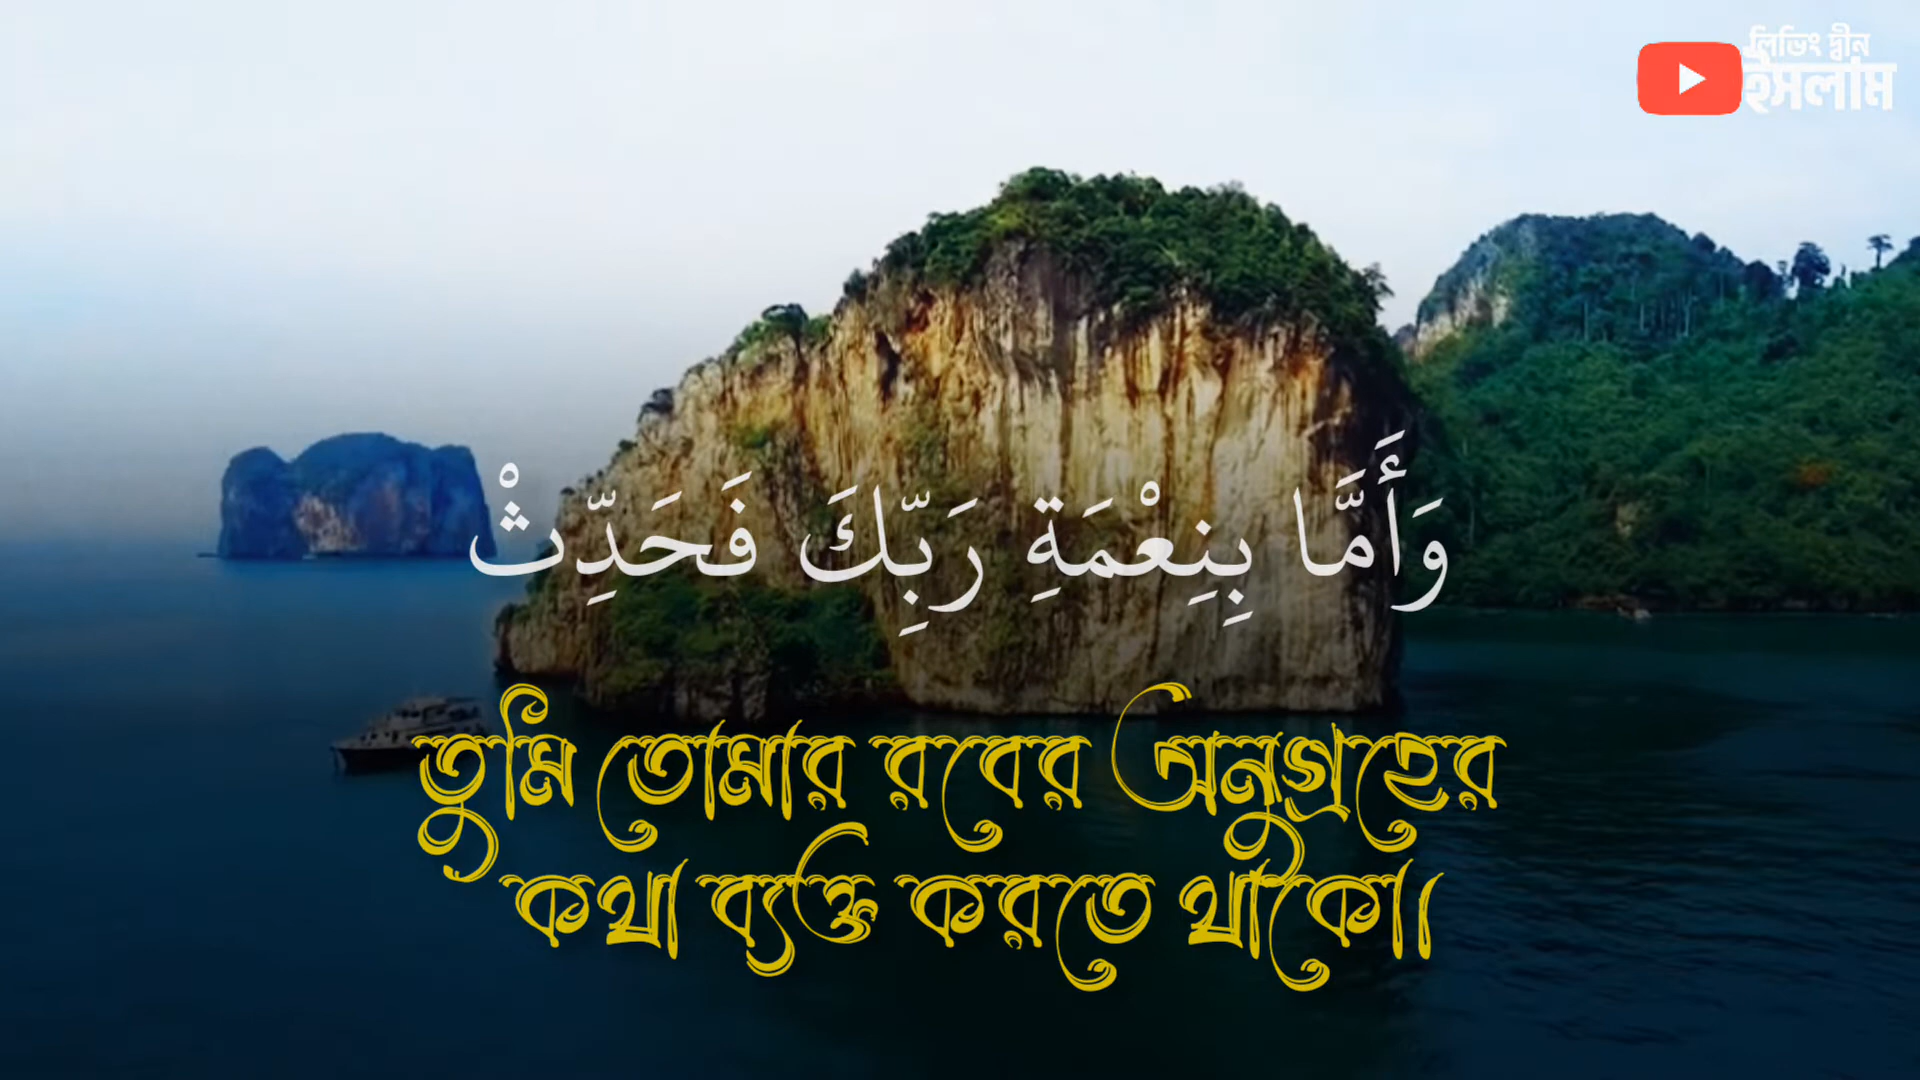 লিভিং দ্বীন
ইসলাম
وَأَمَّا بِنِعْمَةِ رَبِّكَ فَحَدِّثْ
তুমি তোমার রবের অনুগ্রহের
কথা ব্যক্ত করতে থাকো।